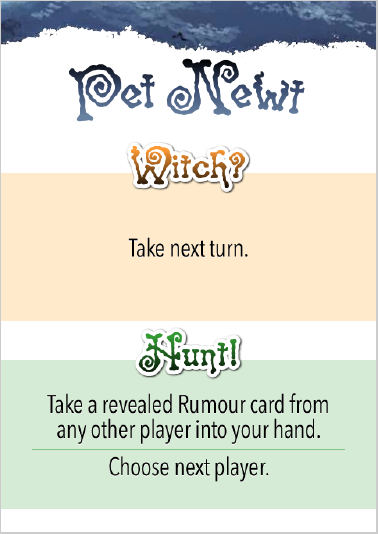 Pet Newt
Witch?
Take next turn.
Hunt!
Take a revealed Rumour card from
any other player into your hand.
Choose next player.